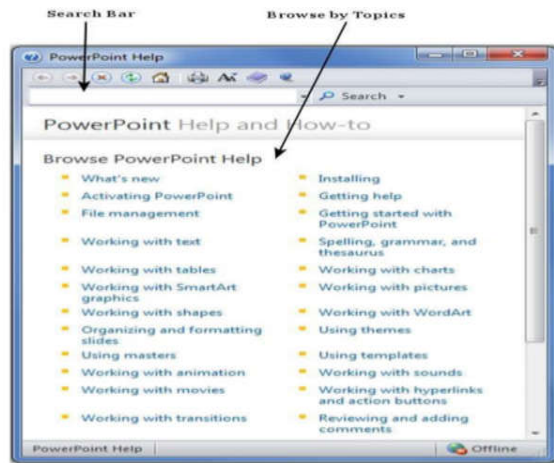 Search Bar
Browse by Topics
PowerPoint Help
Search
PowerPoint Help and How-to
Browse PowerPoint Help
What's new
Installing
Activating PowerPoint
Getting help
File management
Getting started with
PowerPoint
Working with text
Spelling, grammar, and
thesaurus
Working with tables
Working with charts
Working with SmartArt
graphics
Working with pictures
Working with shapes
Working with WordArt
Organizing and formatting
slides
Using themes
Using masters
Using templates
Working with animation
Working with sounds
Working with movies
Working with hyperlinks
and action buttons
Working with transitions
Reviewing and adding
comments
PowerPoint Help
Offline